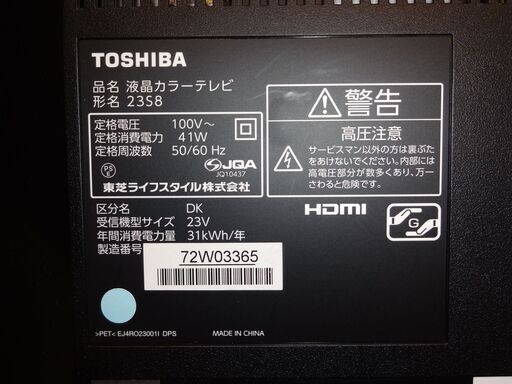 TOSHIBA
品名 液晶カラーテレビ
形名 23S8
定格電圧 100V～
定格消費電力 41W
定格周波数 50/60 Hz
PS
E
JQA
JQ10437
東芝ライフスタイル株式会社
区分名 DK
受信機型サイズ 23V
年間消費電力量 31kWh/年
製造番号
72W03365
>PET< EJ4RO23001I DPS
MADE IN CHINA
警告
高圧注意
サービスマン以外の方は裏ぶた
をあけないでください。内部には
高電圧部分が数多くあり、万一
さわると危険です。
HDMI
G